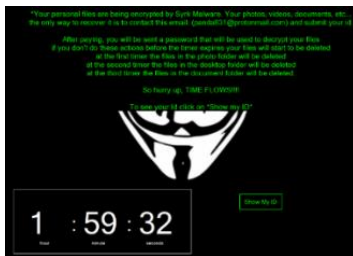 "Your personal files are being encrypted by Syrk Malware. Your photos, videos, documents, etc...
the only way to recover it is to contact this email: and submit your
After paying, you will be sent a password that will be used to decrypt your files
if you don't do these actions before the timer expires your files will start to be deleted
at the first timer the files in the photo folder will be deleted
at the second timer the files in the desktop folder will be deleted
at the third timer the files in the document folder will be deleted
So hurry up, TIME FLOWS!!!
To see your id click on "Show my ID"
1 : 59 : 32
hour minute seconds
Show My ID